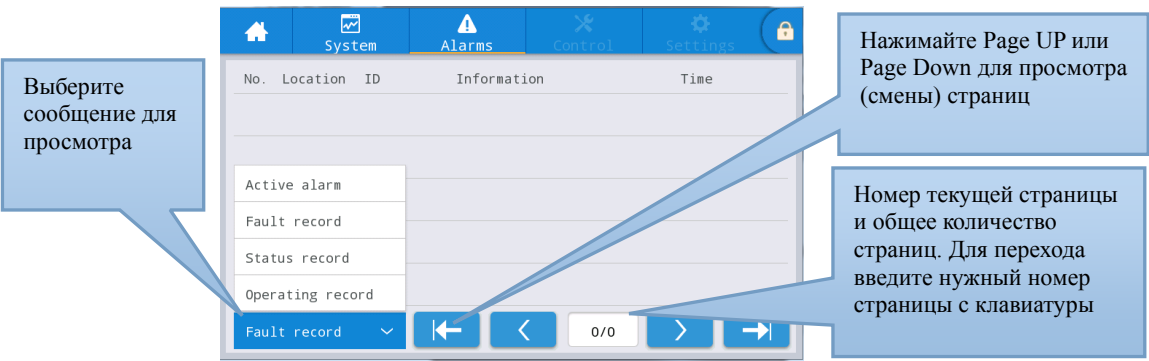 System
Alarms
Control
Settings
No. Location ID Information Time
Active alarm
Fault record
Status record
Operating record
Fault record
0/0
Выберите
сообщение для
просмотра
Нажимайте Page UP или
Page Down для просмотра
(смены) страниц
Номер текущей страницы
и общее количество
страниц. Для перехода
введите нужный номер
страницы с клавиатуры